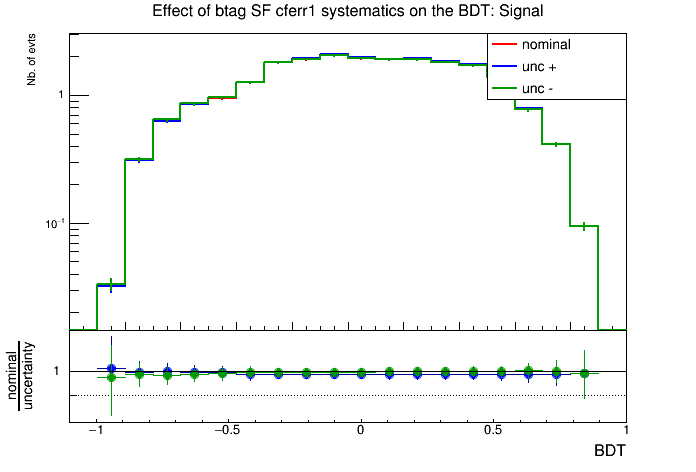 Effect of btag SF cferr1 systematics on the BDT: Signal
Nb. of evts
nominal
unc +
unc -
1
10⁻¹
nominal
uncertainty
1
−1 −0.5 0 0.5 1
BDT